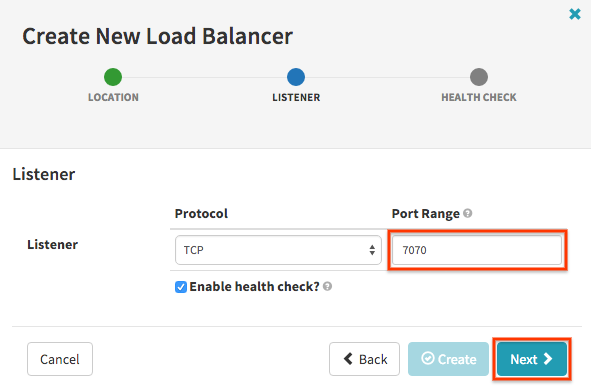 Create New Load Balancer
LOCATION
LISTENER
HEALTH CHECK
Listener
Protocol
Port Range
Listener
TCP
7070
Enable health check?
Cancel
Back
Create
Next